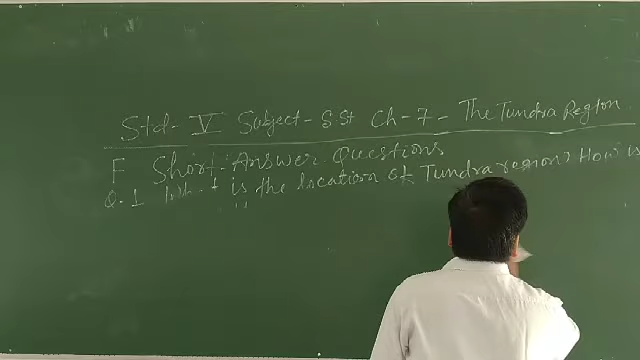 Std- V Subject- S.St Ch-7- The Tundra Region
F Short-Answer Questions
Q.1 What is the location of Tundra region? How is